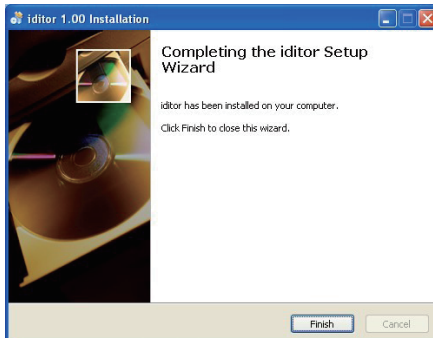 iditor 1.00 Installation
Completing the iditor Setup
Wizard
iditor has been installed on your computer.
Click Finish to close this wizard.
Finish
Cancel